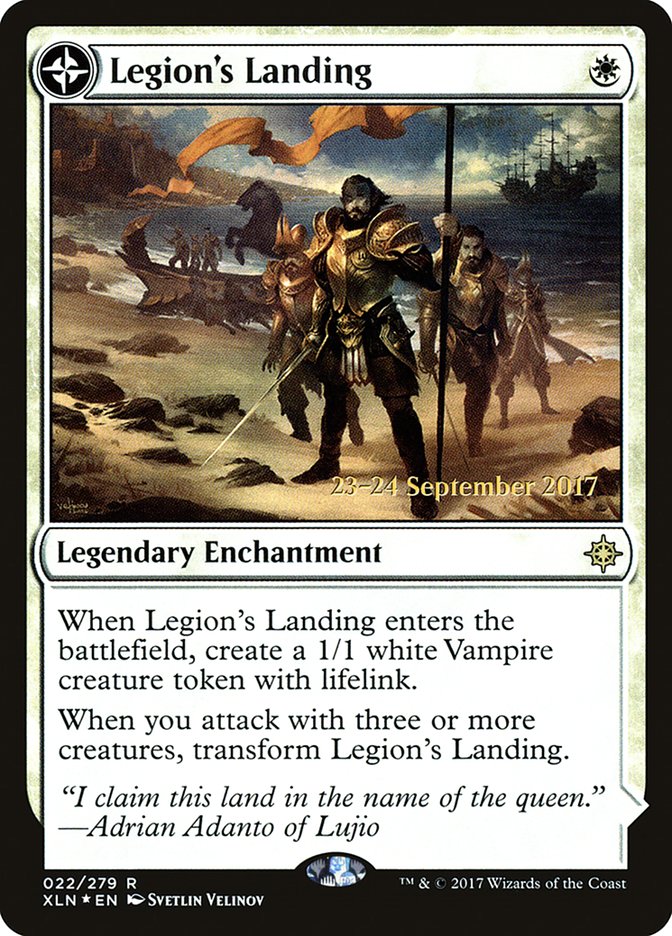 Legion's Landing
23–24 September 2017
Legendary Enchantment
When Legion's Landing enters the
battlefield, create a 1/1 white Vampire
creature token with lifelink.
When you attack with three or more
creatures, transform Legion's Landing.
“I claim this land in the name of the queen.”
—Adrian Adanto of Lujio
022/279 R
XLN★EN Svetlin Velinov
™ & © 2017 Wizards of the Coast